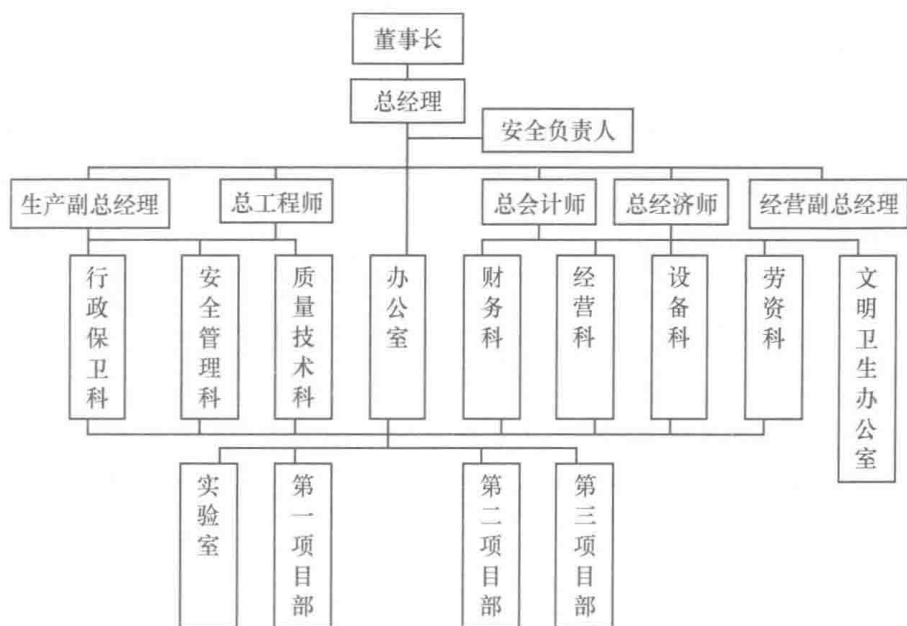 董事长
总经理
安全负责人
生产副总经理
总工程师
总会计师
总经济师
经营副总经理
行政保卫科
安全管理科
质量技术科
办公室
财务科
经营科
设备科
劳资科
文明卫生办公室
实验室
第一项目部
第二项目部
第三项目部